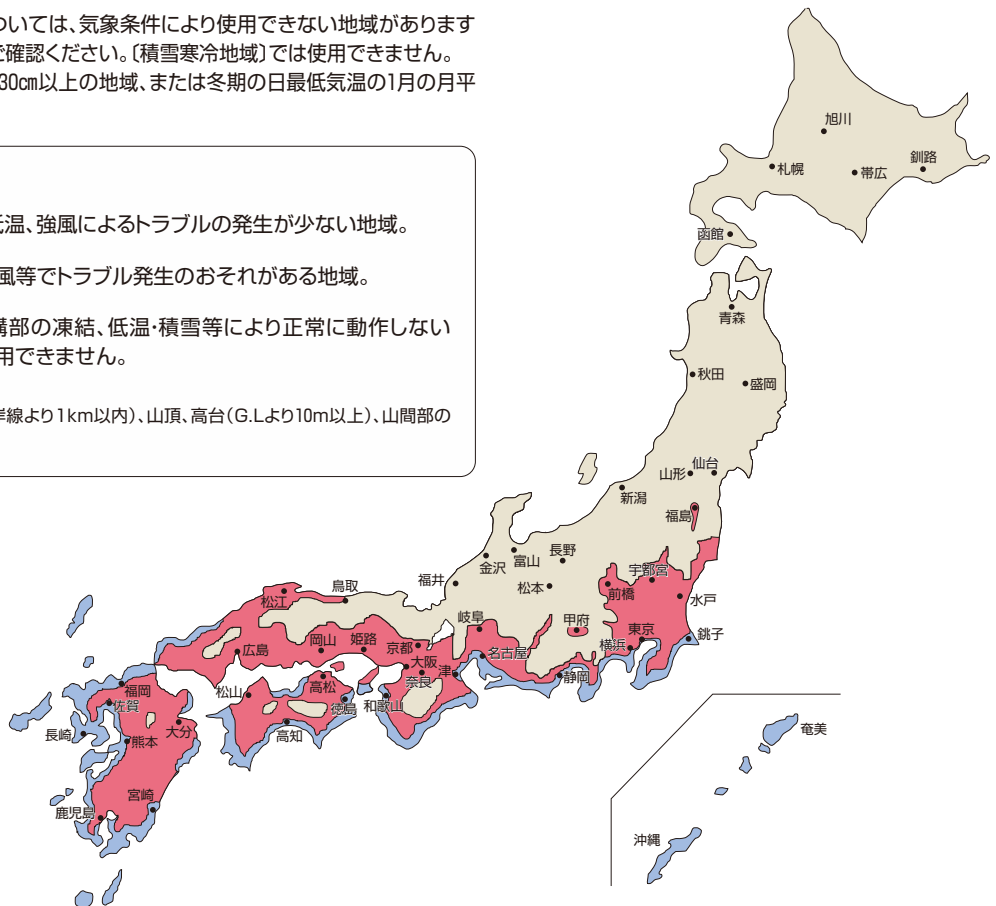 ついては、気象条件により使用できない地域があります
ご確認ください。〔積雪寒冷地域〕では使用できません。
30㎝以上の地域、または冬期の日最低気温の1月の月平
低温、強風によるトラブルの発生が少ない地域。
風等でトラブル発生のおそれがある地域。
構部の凍結、低温・積雪等により正常に動作しない
用できません。
岸線より1km以内）、山頂、高台（G.Lより10m以上）、山間部の
旭川
札幌
帯広
釧路
函館
青森
秋田
盛岡
山形
仙台
新潟
福島
金沢
富山
長野
宇都宮
福井
松本
前橋
水戸
鳥取
松江
岐阜
甲府
東京
銚子
横浜
広島
岡山
姫路
京都
大阪
津
名古屋
静岡
奈良
和歌山
松山
高松
徳島
高知
福岡
佐賀
長崎
熊本
大分
宮崎
鹿児島
奄美
沖縄